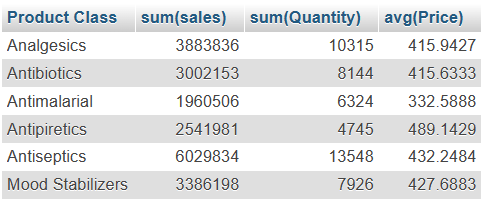 Product Class sum(sales) sum(Quantity) avg(Price)
Analgesics 3883836 10315 415.9427
Antibiotics 3002153 8144 415.6333
Antimalarial 1960506 6324 332.5888
Antipiretics 2541981 4745 489.1429
Antiseptics 6029834 13548 432.2484
Mood Stabilizers 3386198 7926 427.6883